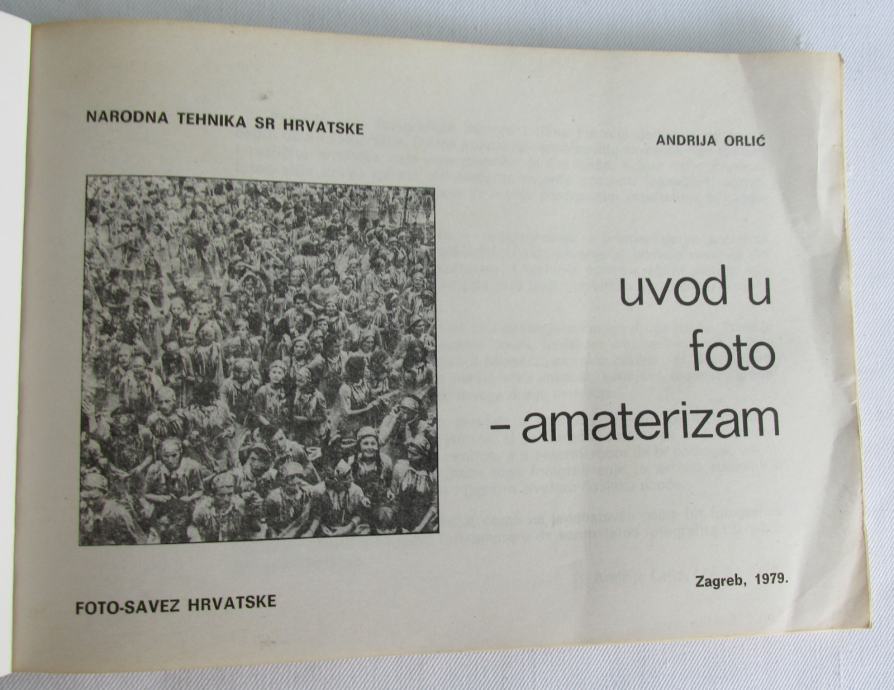 NARODNA TEHNIKA SR HRVATSKE
ANDRIJA ORLIĆ
uvod u
foto
-amaterizam
Zagreb, 1979.
FOTO-SAVEZ HRVATSKE